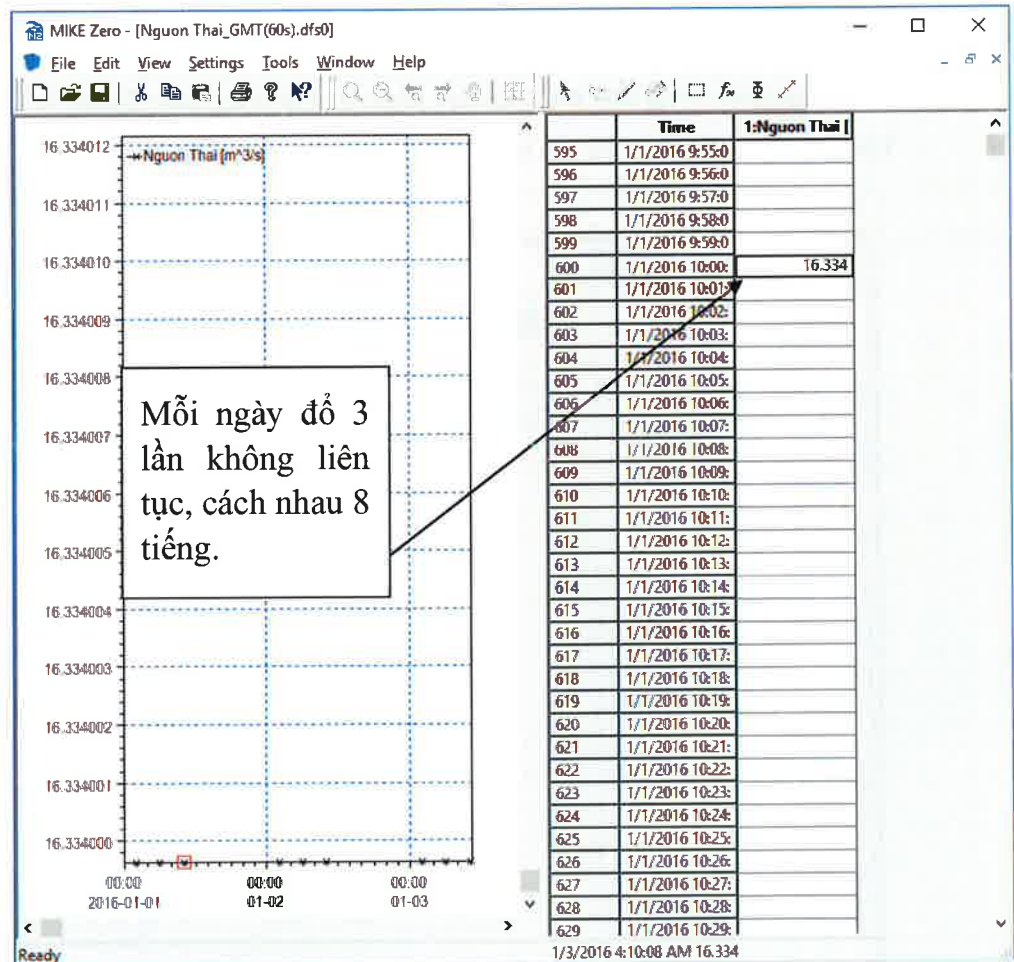 MIKE Zero - [Nguon Thai_GMT(60s).dfs0]
File Edit View Settings Tools Window Help
Nguon Thai [m^3/s]
16.334012
16.334011
16.334010
16.334009
16.334008
16.334007
16.334006
16.334005
16.334004
16.334003
16.334002
16.334001
16.334000
00:00 00:00 00:00
2016-01-01 01-02 01-03
Mỗi ngày đổ 3
lần không liên
tục, cách nhau 8
tiếng.
Time 1:Nguon Thai [
595 1/1/2016 9:55:0
596 1/1/2016 9:56:0
597 1/1/2016 9:57:0
598 1/1/2016 9:58:0
599 1/1/2016 9:59:0
600 1/1/2016 10:00: 16.334
601 1/1/2016 10:01:
602 1/1/2016 10:02:
603 1/1/2016 10:03:
604 1/1/2016 10:04:
605 1/1/2016 10:05:
606 1/1/2016 10:06:
607 1/1/2016 10:07:
608 1/1/2016 10:08:
609 1/1/2016 10:09:
610 1/1/2016 10:10:
611 1/1/2016 10:11:
612 1/1/2016 10:12:
613 1/1/2016 10:13:
614 1/1/2016 10:14:
615 1/1/2016 10:15:
616 1/1/2016 10:16:
617 1/1/2016 10:17:
618 1/1/2016 10:18:
619 1/1/2016 10:19:
620 1/1/2016 10:20:
621 1/1/2016 10:21:
622 1/1/2016 10:22:
623 1/1/2016 10:23:
624 1/1/2016 10:24:
625 1/1/2016 10:25:
626 1/1/2016 10:26:
627 1/1/2016 10:27:
628 1/1/2016 10:28:
629 1/1/2016 10:29:
Ready
1/3/2016 4:10:08 AM 16.334